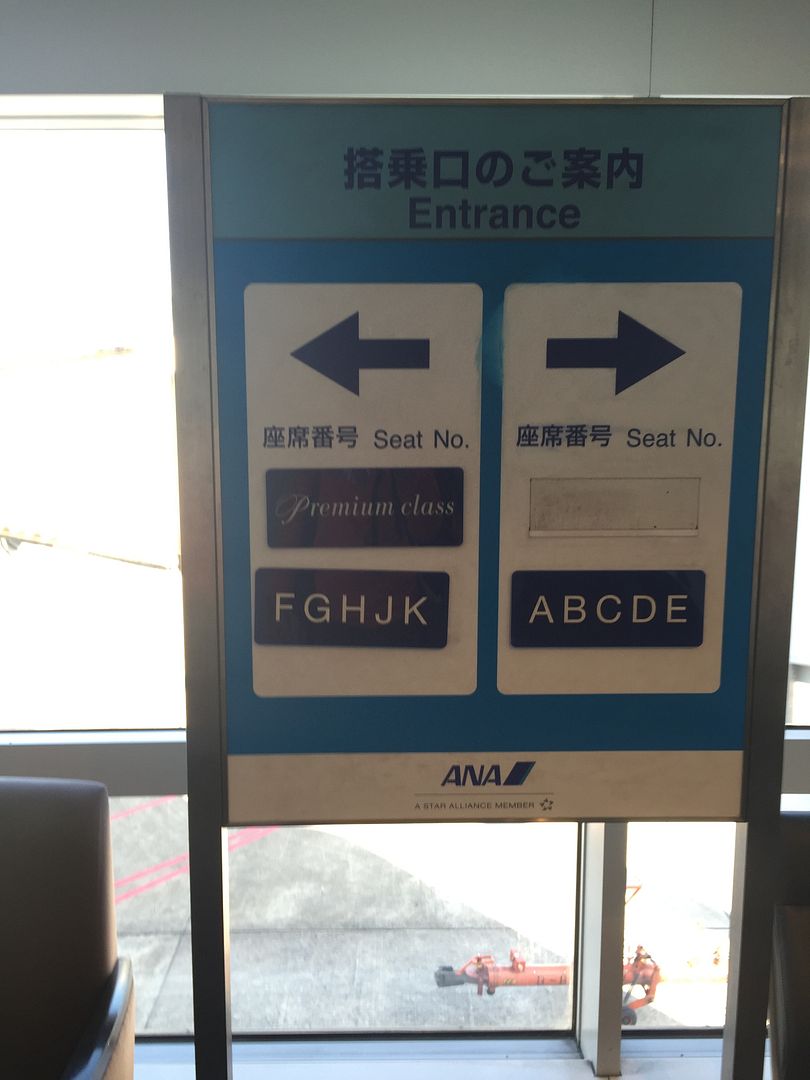 搭乗口のご案内
Entrance
座席番号 Seat No.
Premium class
FGHJK
座席番号 Seat No.
ABCDE
ANA
A STAR ALLIANCE MEMBER